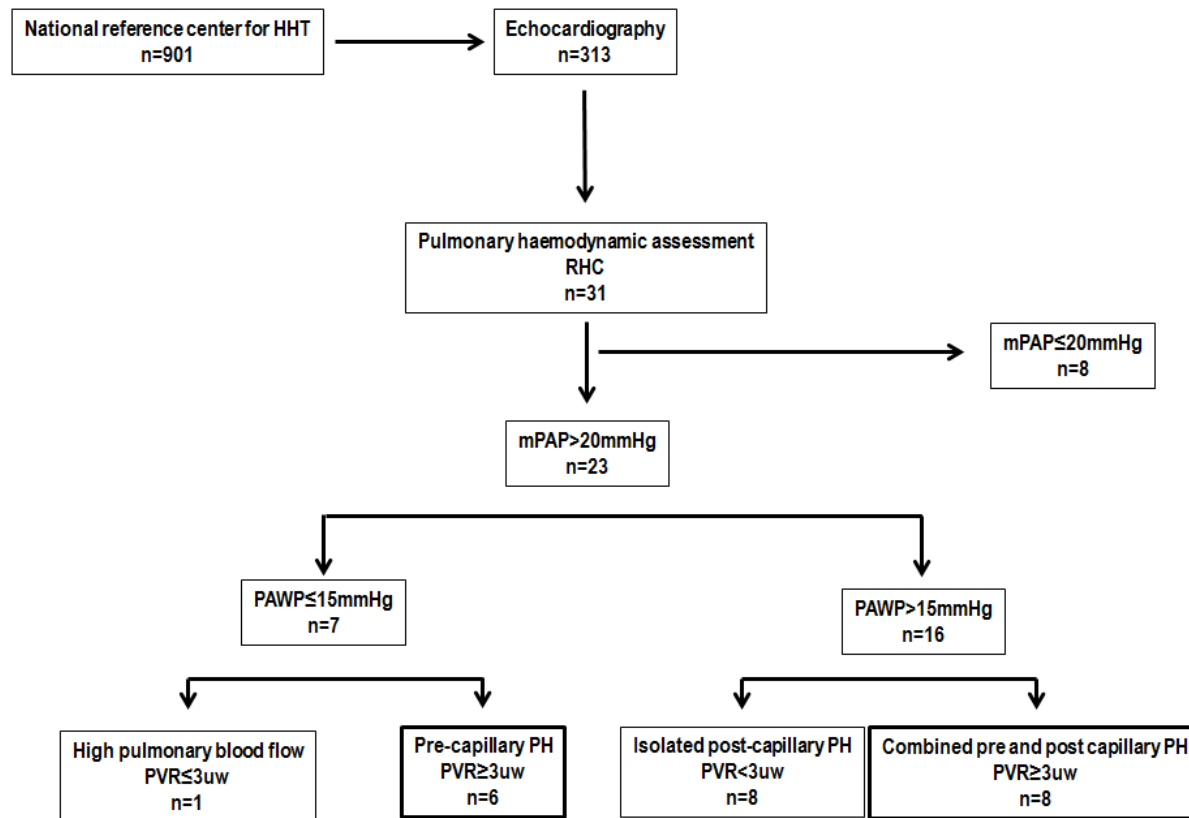 National reference center for HHT
n=901
Echocardiography
n=313
Pulmonary haemodynamic assessment
RHC
n=31
mPAP≤20mmHg
n=8
mPAP>20mmHg
n=23
PAWP≤15mmHg
n=7
PAWP>15mmHg
n=16
High pulmonary blood flow
PVR≤3uw
n=1
Pre-capillary PH
PVR≥3uw
n=6
Isolated post-capillary PH
PVR<3uw
n=8
Combined pre and post capillary PH
PVR≥3uw
n=8